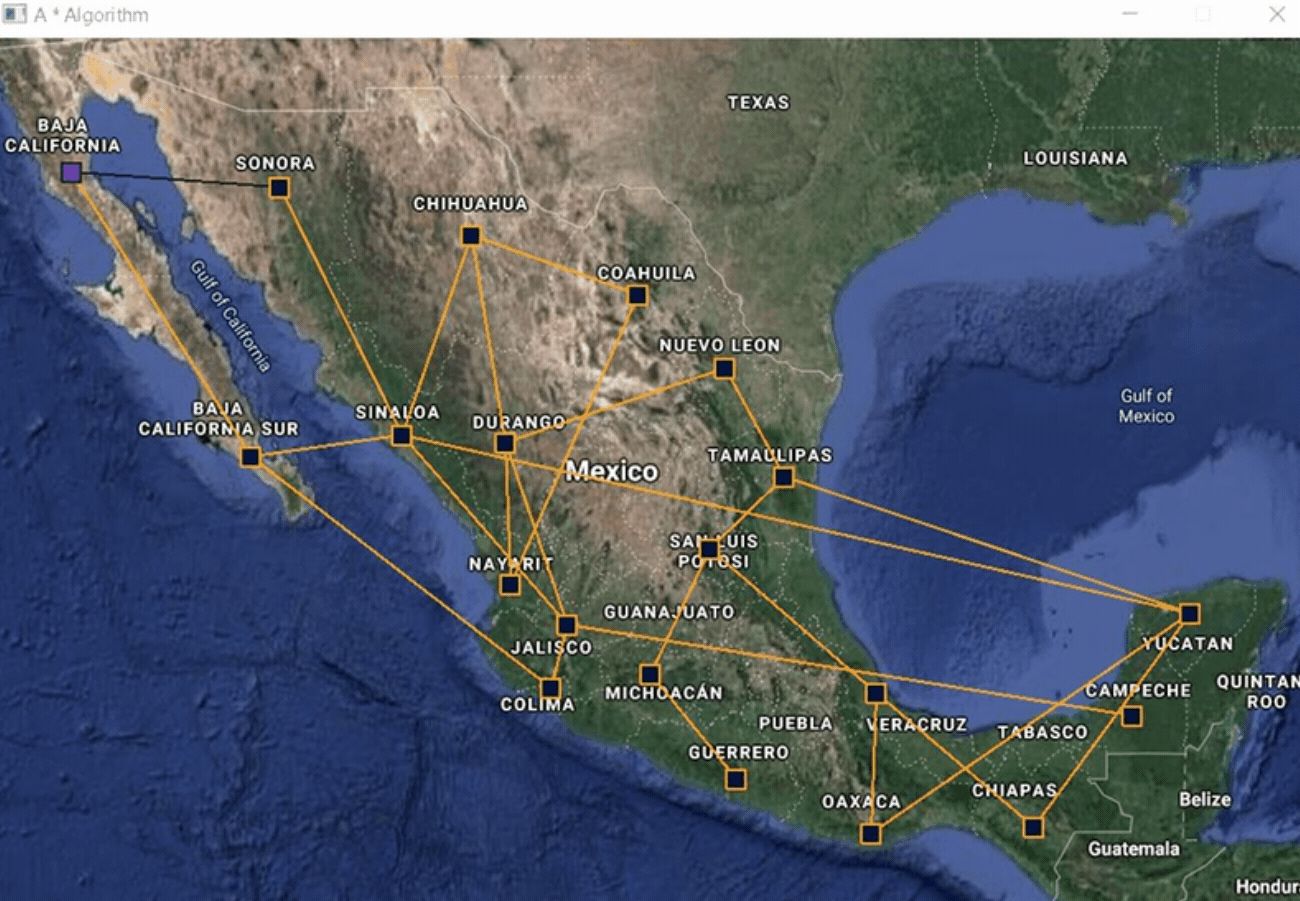 A * Algorithm
TEXAS
BAJA
CALIFORNIA
SONORA
LOUISIANA
CHIHUAHUA
COAHUILA
Gulf of California
NUEVO LEON
Gulf of
Mexico
BAJA
CALIFORNIA SUR
SINALOA
DURANGO
TAMAULIPAS
Mexico
SAN LUIS
POTOSI
NAYARIT
GUANAJUATO
JALISCO
YUCATAN
CAMPECHE
QUINTAN
ROO
COLIMA
MICHOACÁN
PUEBLA
VERACRUZ
TABASCO
GUERRERO
OAXACA
CHIAPAS
Belize
Guatemala
Hondur